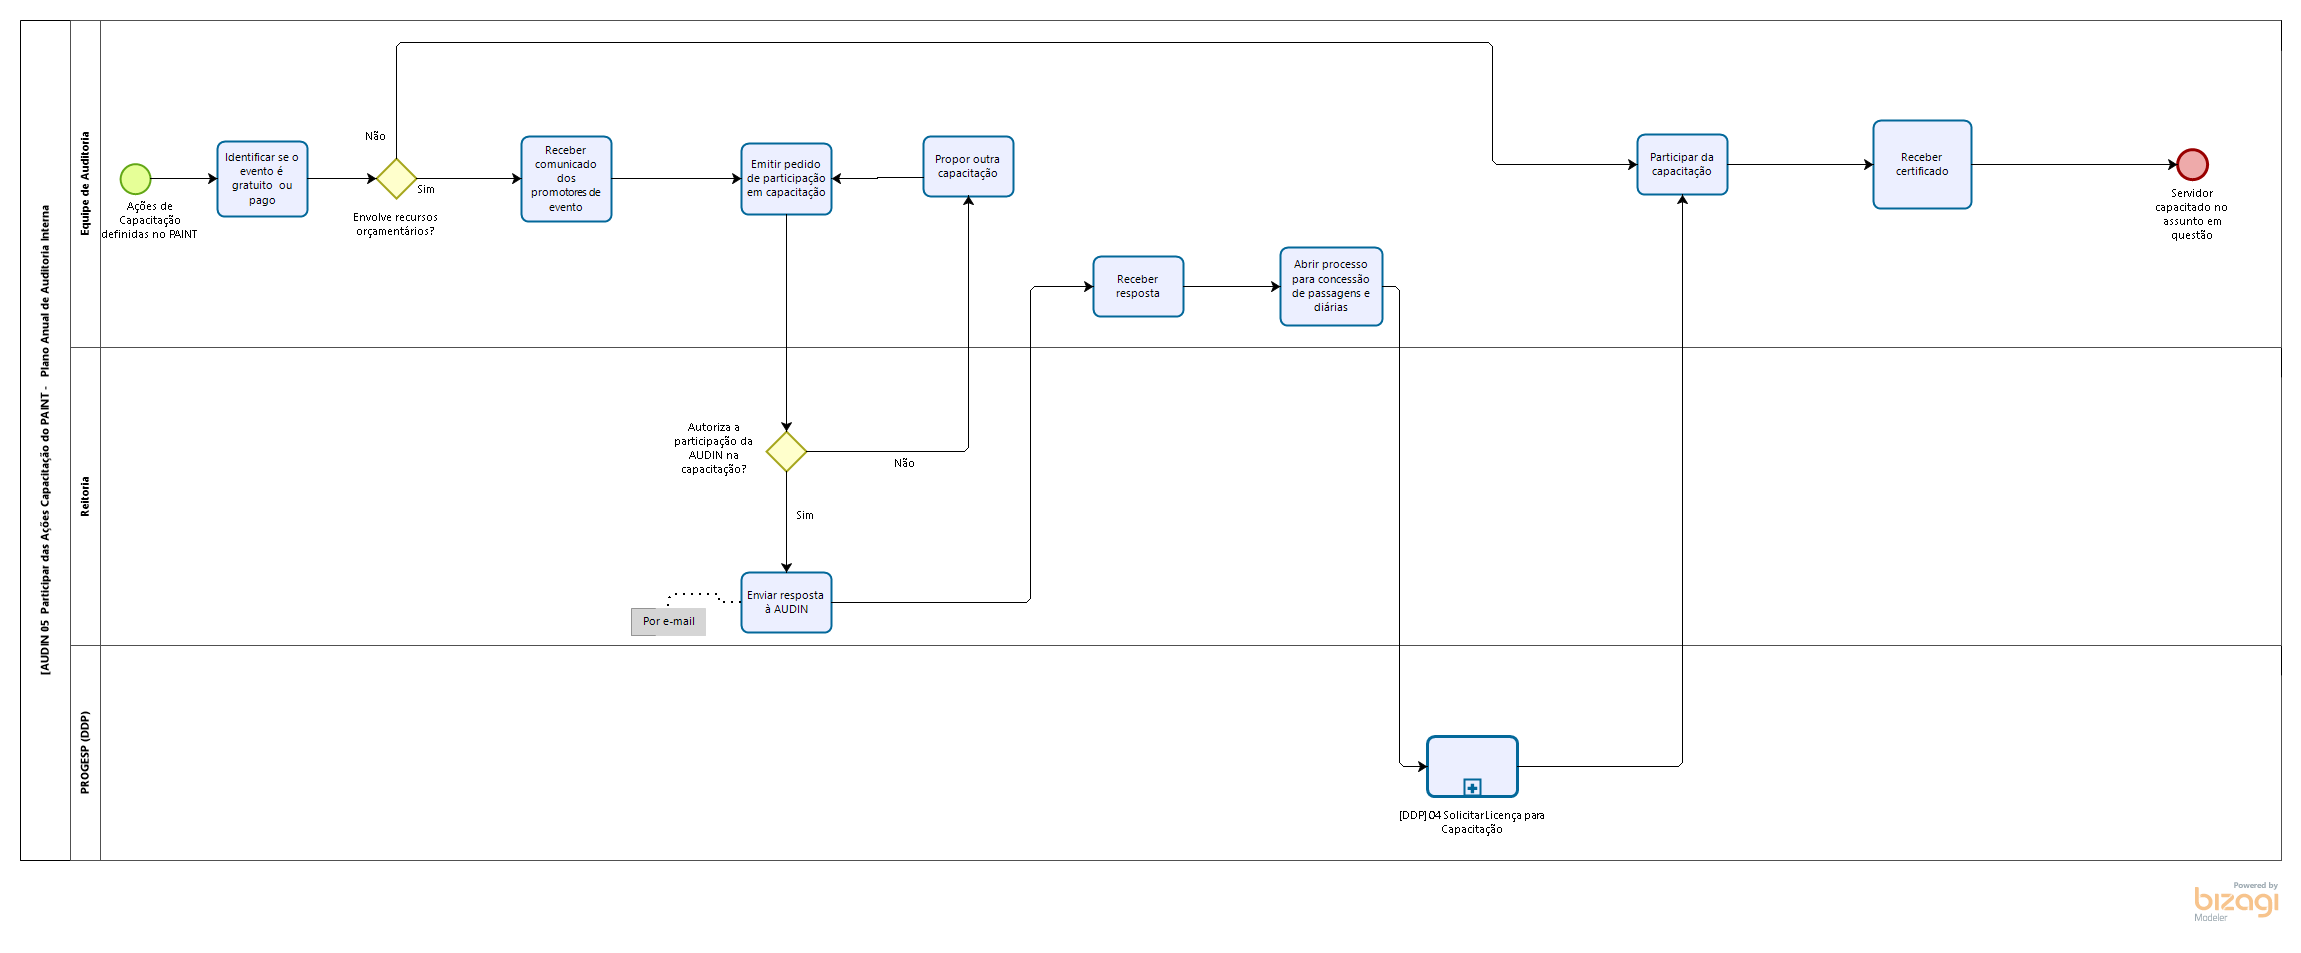 [AUDIN 05 Participar das Ações Capacitação do PAINT - Plano Anual de Auditoria Interna
Equipe de Auditoria
Ações de
Capacitação
definidas no PAINT
Identificar se o
evento é
gratuito ou
pago
Não
Sim
Envolve recursos
orçamentários?
Receber
comunicado
dos
promotores de
evento
Emitir pedido
de participação
em capacitação
Propor outra
capacitação
Receber
resposta
Abrir processo
para concessão
de passagens e
diárias
Participar da
capacitação
Receber
certificado
Servidor
capacitado no
assunto em
questão
Reitoria
Autoriza a
participação da
AUDIN na
capacitação?
Não
Sim
Enviar resposta
à AUDIN
Por e-mail
PROGESP (DDP)
[DDP]04 Solicitar Licença para
Capacitação
Powered by
bizagi
Modeler